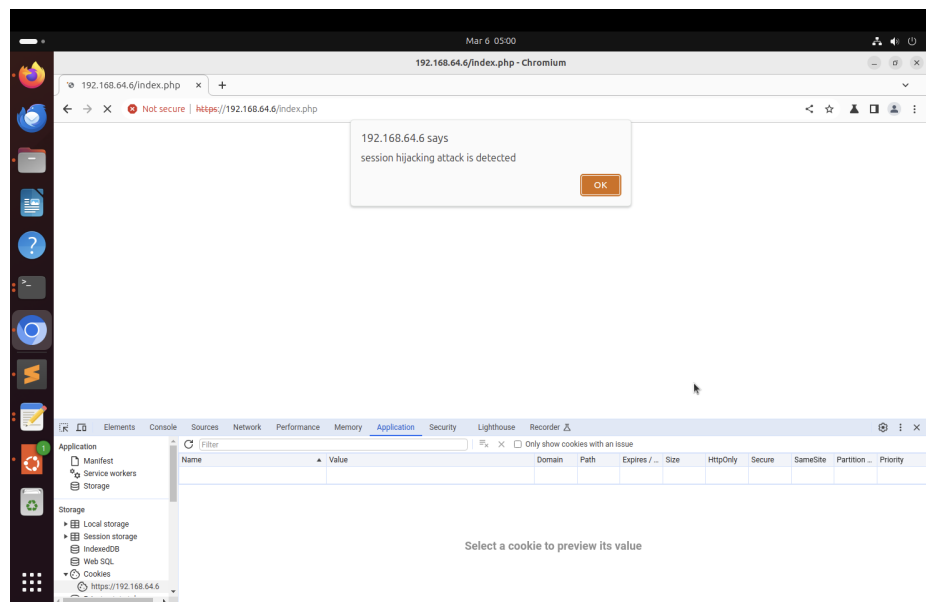 Mar 6 05:00
192.168.64.6/index.php - Chromium
192.168.64.6/index.php
Not secure | https://192.168.64.6/index.php
192.168.64.6 says
session hijacking attack is detected
OK
Elements Console Sources Network Performance Memory Application Security Lighthouse Recorder
Application
Manifest
Service workers
Storage
Storage
Local storage
Session storage
IndexedDB
Web SQL
Cookies
https://192.168.64.6
Filter
Only show cookies with an issue
Name Value Domain Path Expires / ... Size HttpOnly Secure SameSite Partition ... Priority
Select a cookie to preview its value
1